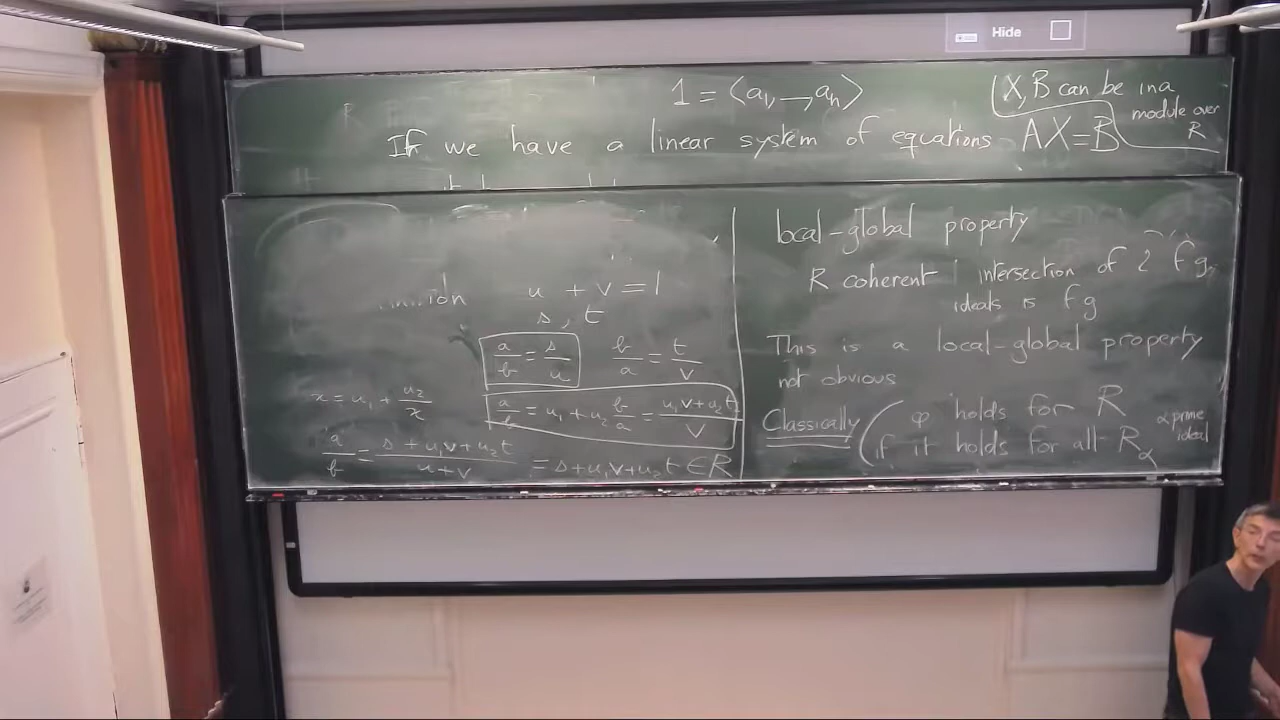 Hide
1 = ⟨a₁, →, aₙ⟩
X, B can be in a
module over
R
If we have a linear system of equations AX=B
u + v = 1
s, t
a/b = s/u b/a = t/v
x = u₁ + u₂/x
a/b = u₁ + u₂ b/a = (u₁v + u₂t)/v
a/b = (s + u₁v + u₂t)/(u+v) = s + u₁v + u₂t ∈ R
local-global property
R coherent intersection of 2 fg
ideals is fg
This is a local-global property
not obvious
Classically
φ holds for R
if it holds for all R_α
α prime
ideal